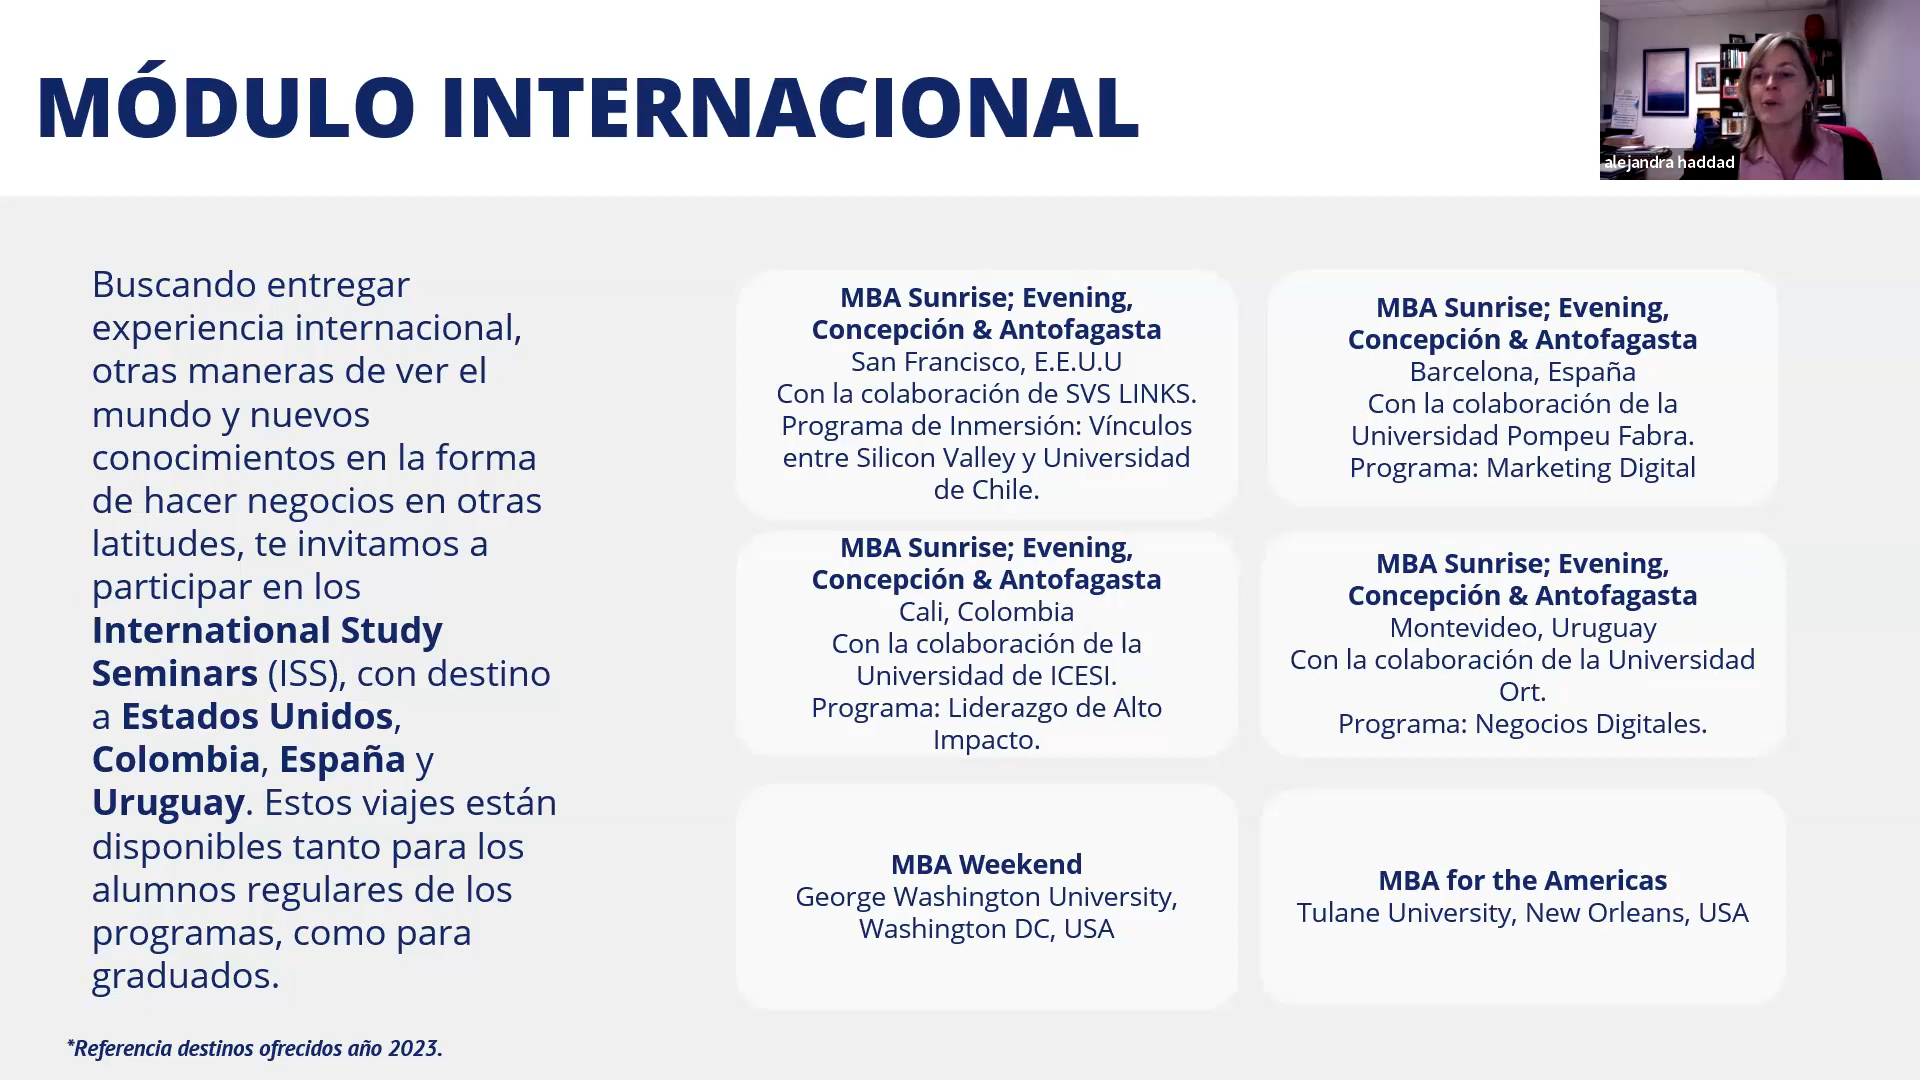 MÓDULO INTERNACIONAL
alejandra haddad
Buscando entregar
experiencia internacional,
otras maneras de ver el
mundo y nuevos
conocimientos en la forma
de hacer negocios en otras
latitudes, te invitamos a
participar en los
International Study
Seminars (ISS), con destino
a Estados Unidos,
Colombia, España y
Uruguay. Estos viajes están
disponibles tanto para los
alumnos regulares de los
programas, como para
graduados.
MBA Sunrise; Evening,
Concepción & Antofagasta
San Francisco, E.E.U.U
Con la colaboración de SVS LINKS.
Programa de Inmersión: Vínculos
entre Silicon Valley y Universidad
de Chile.
MBA Sunrise; Evening,
Concepción & Antofagasta
Barcelona, España
Con la colaboración de la
Universidad Pompeu Fabra.
Programa: Marketing Digital
MBA Sunrise; Evening,
Concepción & Antofagasta
Cali, Colombia
Con la colaboración de la
Universidad de ICESI.
Programa: Liderazgo de Alto
Impacto.
MBA Sunrise; Evening,
Concepción & Antofagasta
Montevideo, Uruguay
Con la colaboración de la Universidad
Ort.
Programa: Negocios Digitales.
MBA Weekend
George Washington University,
Washington DC, USA
MBA for the Americas
Tulane University, New Orleans, USA
*Referencia destinos ofrecidos año 2023.